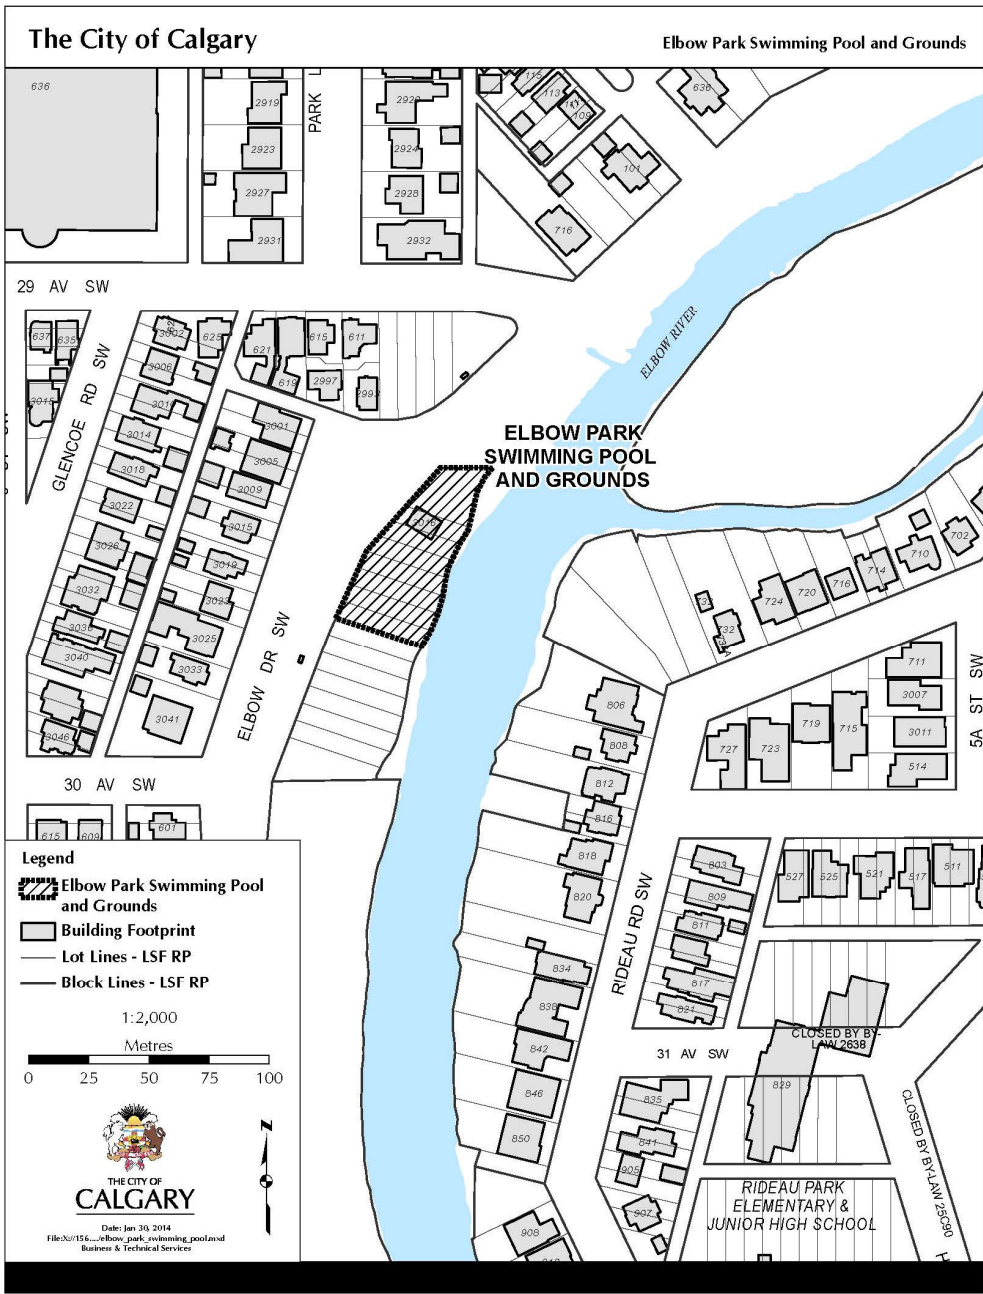 The City of Calgary
Elbow Park Swimming Pool and Grounds
636
2919
PARK L
2920
115
113
117
109
636
2923
2924
101
2927
2928
716
2931
2932
29 AV SW
ELBOW RIVER
637
635
3002
625
621
615
611
3006
619
2997
2993
3015
GLENCOE RD SW
3010
3001
3014
3005
ELBOW PARK
SWIMMING POOL
AND GROUNDS
3018
3009
3022
3015
3016
3026
3019
702
710
714
716
3032
3023
720
724
733
732
3036
3025
3040
3033
ELBOW DR SW
711
5A ST SW
3041
806
3007
3046
808
719
715
3011
727
723
514
30 AV SW
812
615
609
601
816
818
803
527
525
521
517
511
820
809
811
RIDEAU RD SW
834
817
838
821
842
31 AV SW
CLOSED BY BY-
LAW 2638
829
846
835
CLOSED BY BY-LAW 25C90
850
841
905
907
908
RIDEAU PARK
ELEMENTARY &
JUNIOR HIGH SCHOOL
H
Legend
Elbow Park Swimming Pool
and Grounds
Building Footprint
Lot Lines - LSF RP
Block Lines - LSF RP
1:2,000
Metres
0 25 50 75 100
Z
THE CITY OF
CALGARY
Date: Jan 30, 2014
File:X://156..../elbow_park_swimming_pool.mxd
Business & Technical Services